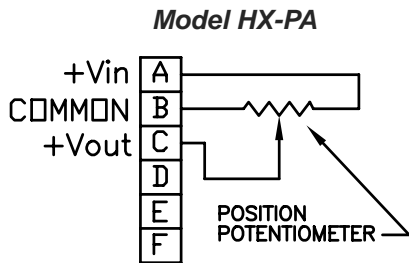 Model HX-PA
+Vin A
COMMON B
+Vout C
D
E
F
POSITION
POTENTIOMETER